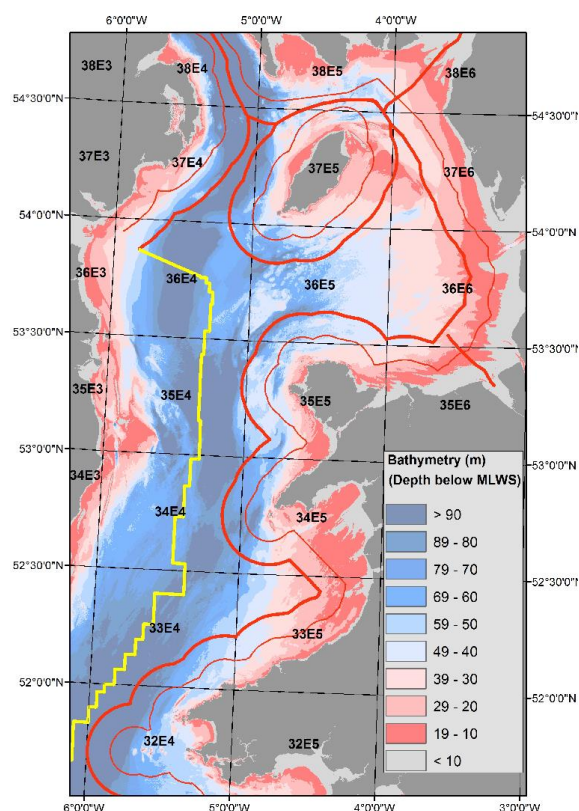 6°0'0"W 5°0'0"W 4°0'0"W
38E3 38E4 38E5 38E6
54°30'0"N 54°30'0"N
37E3 37E4 37E5 37E6
54°0'0"N 54°0'0"N
36E3 36E4 36E5 36E6
53°30'0"N 53°30'0"N
35E3 35E4 35E5 35E6
53°0'0"N 53°0'0"N
34E3 34E4 34E5
52°30'0"N 52°30'0"N
33E4 33E5
52°0'0"N 52°0'0"N
32E4 32E5
Bathymetry (m)
(Depth below MLWS)
> 90
89 - 80
79 - 70
69 - 60
59 - 50
49 - 40
39 - 30
29 - 20
19 - 10
< 10
6°0'0"W 5°0'0"W 4°0'0"W 3°0'0"W